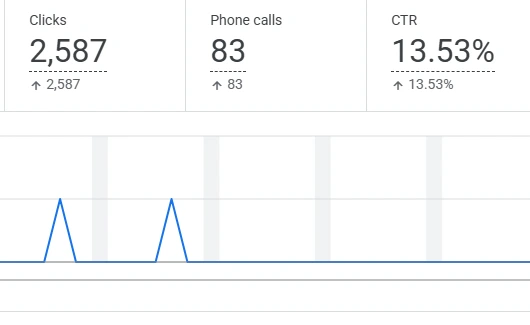 Clicks
2,587
↑ 2,587
Phone calls
83
↑ 83
CTR
13.53%
↑ 13.53%